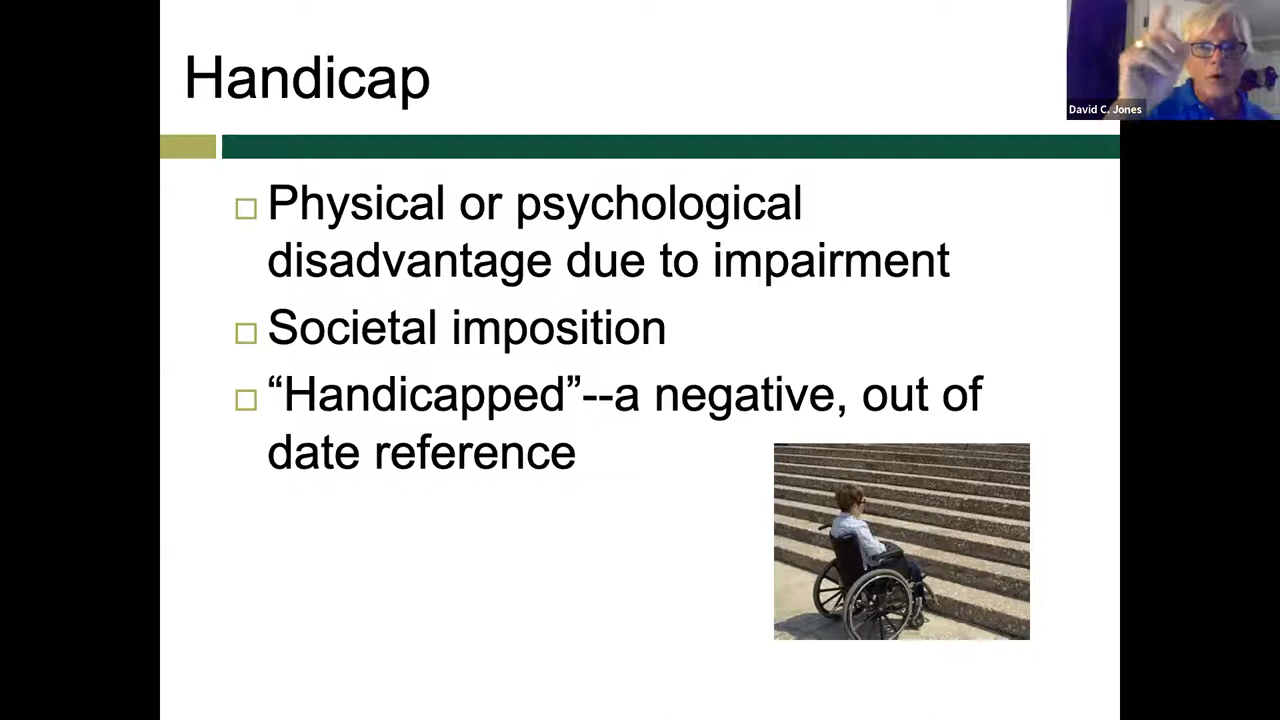 Handicap
David C. Jones
Physical or psychological
disadvantage due to impairment
Societal imposition
“Handicapped”--a negative, out of
date reference